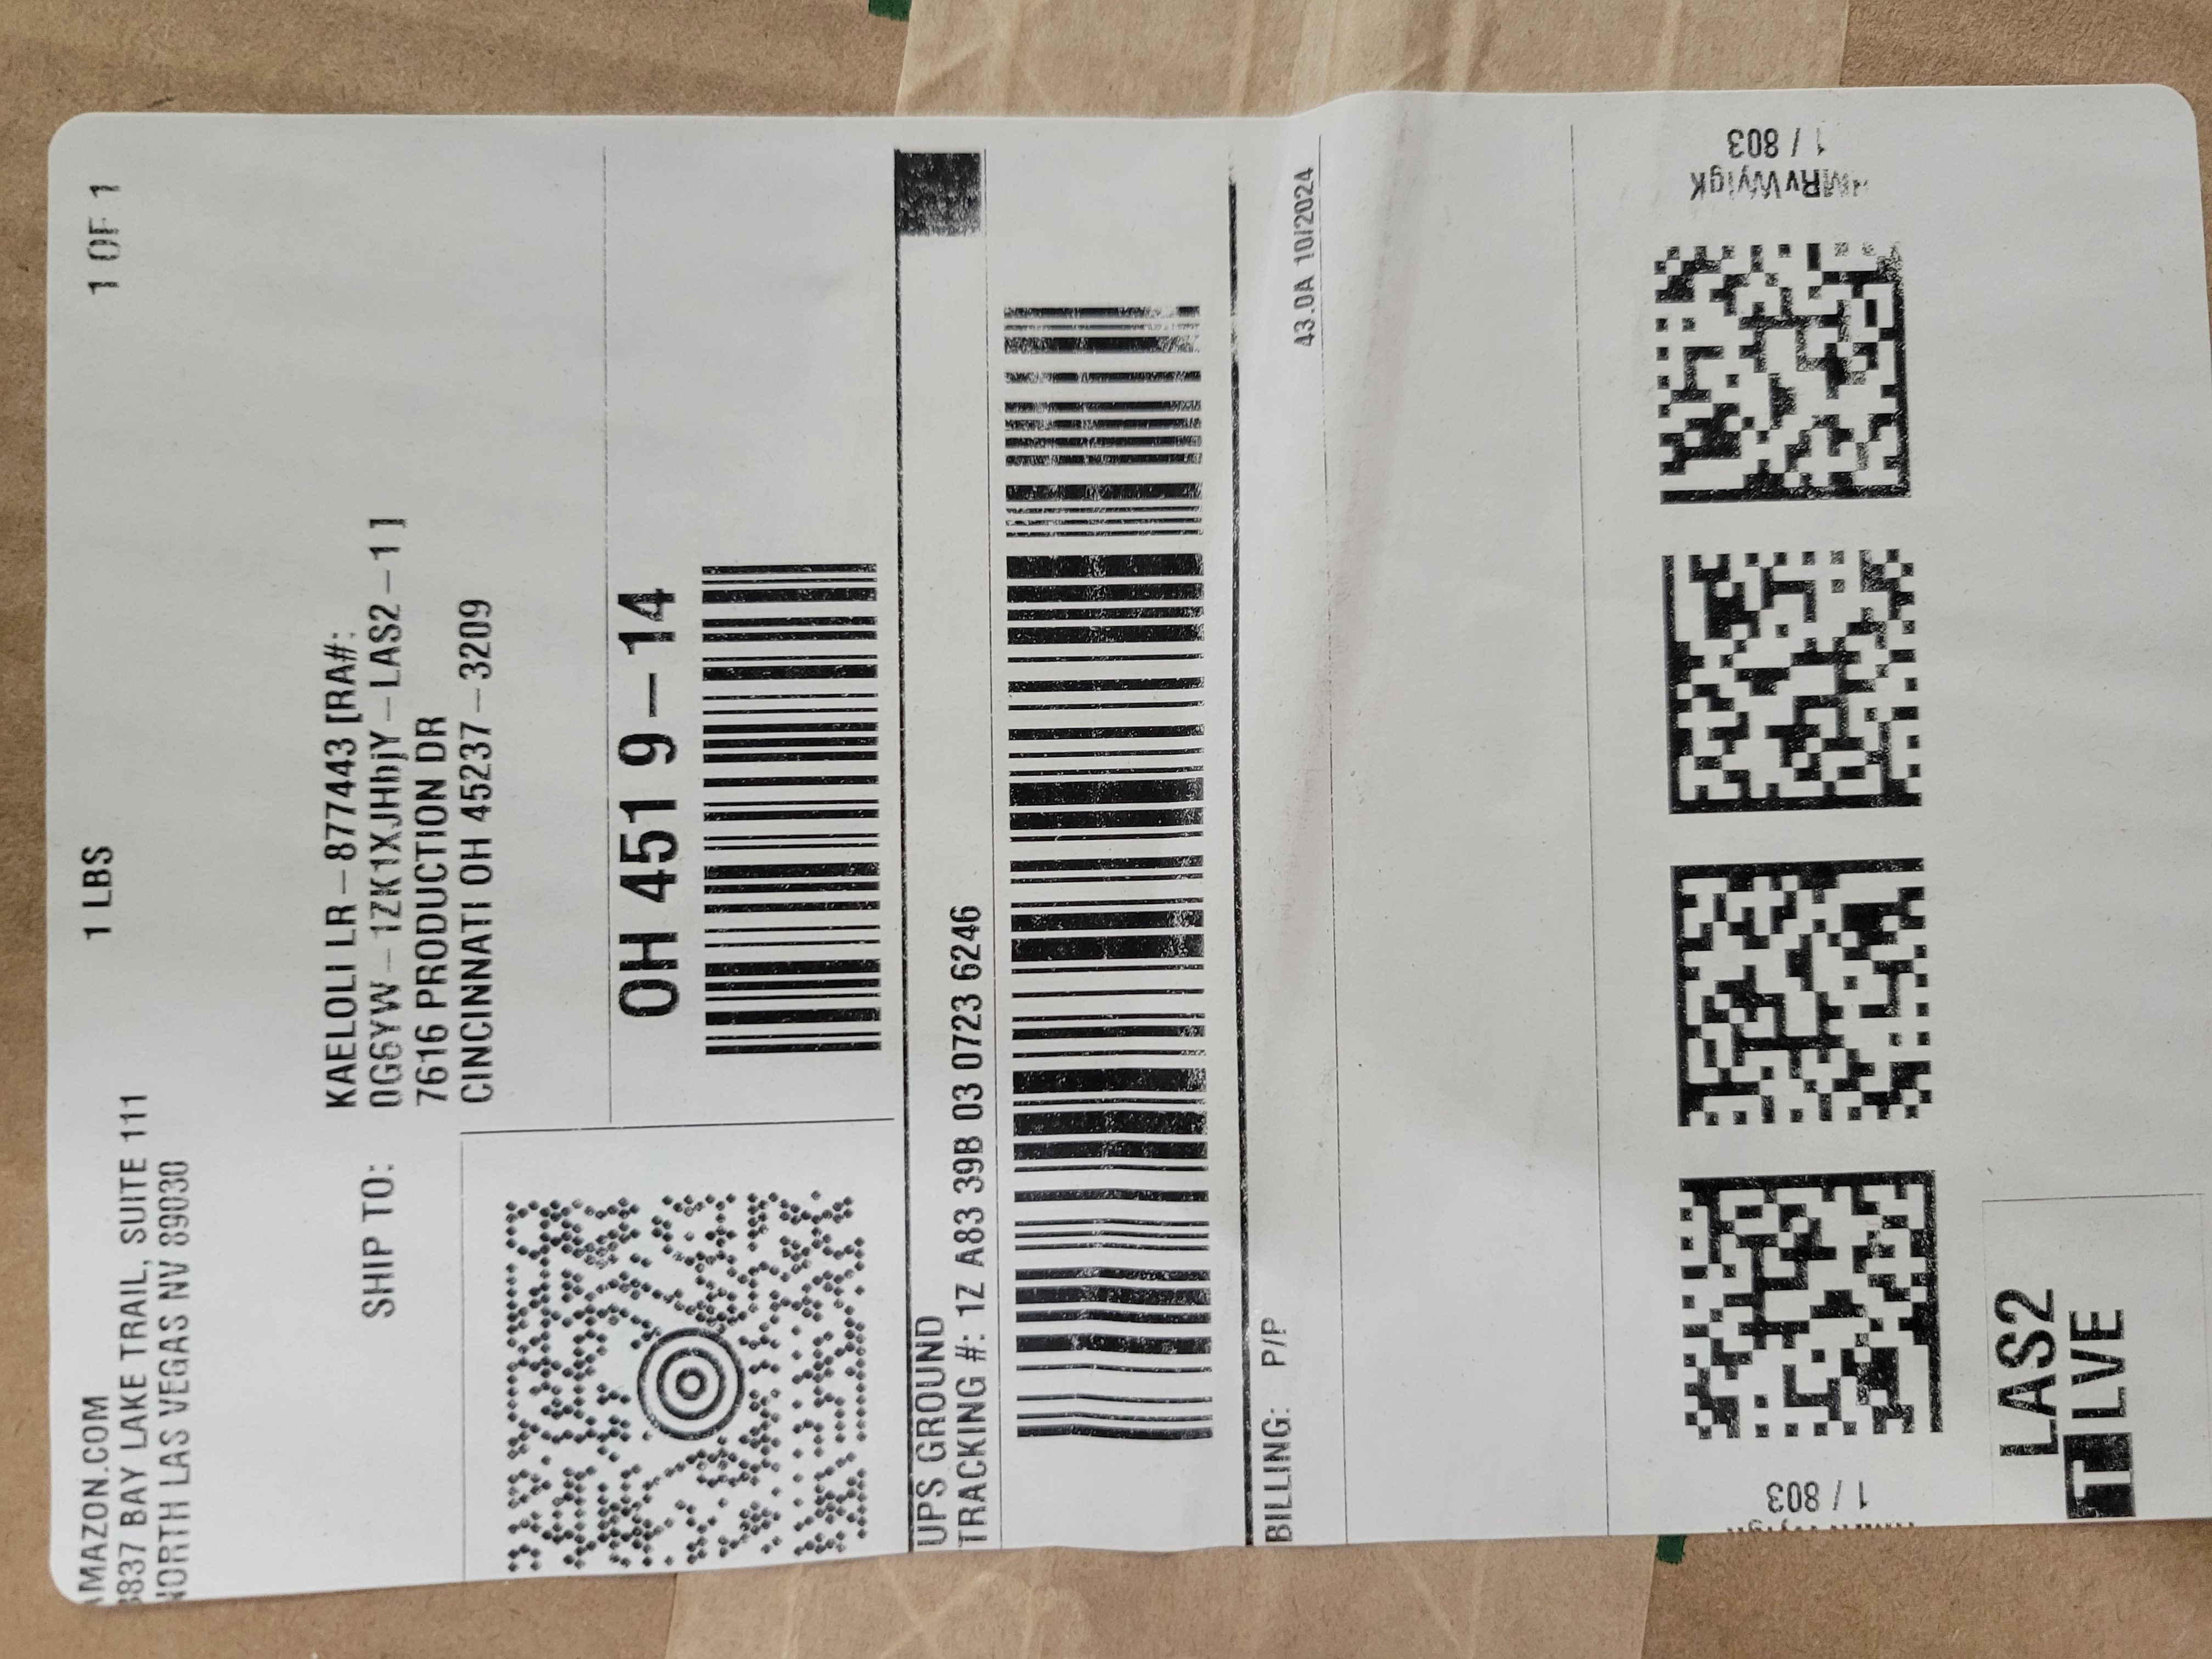 AMAZON.COM
3837 BAY LAKE TRAIL, SUITE 111
NORTH LAS VEGAS NV 89030
1 LBS
1 OF 1
SHIP TO:
KAELOLI LR-877443 [RA#:
0G6YW-1ZK1XJHbjY-LAS2-1]
7616 PRODUCTION DR
CINCINNATI OH 45237-3209
OH 451 9-14
UPS GROUND
TRACKING #: 1Z A83 39B 03 0723 6246
BILLING: P/P
43.0A 10/2024
1 / 803
1 / 803
LAS2
T LVE